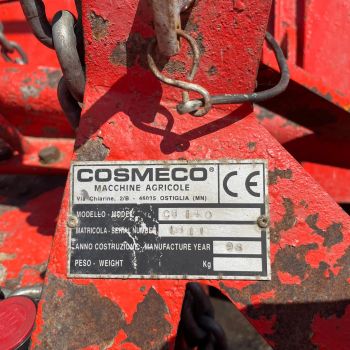 COSMECO®
MACCHINE AGRICOLE
Via Chiarine, 2/B - 46035 OSTIGLIA (MN)
CE
MODELLO - MODEL
MATRICOLA - SERIAL NUMBER
ANNO COSTRUZIONE - MANUFACTURE YEAR 98
PESO - WEIGHT Kg